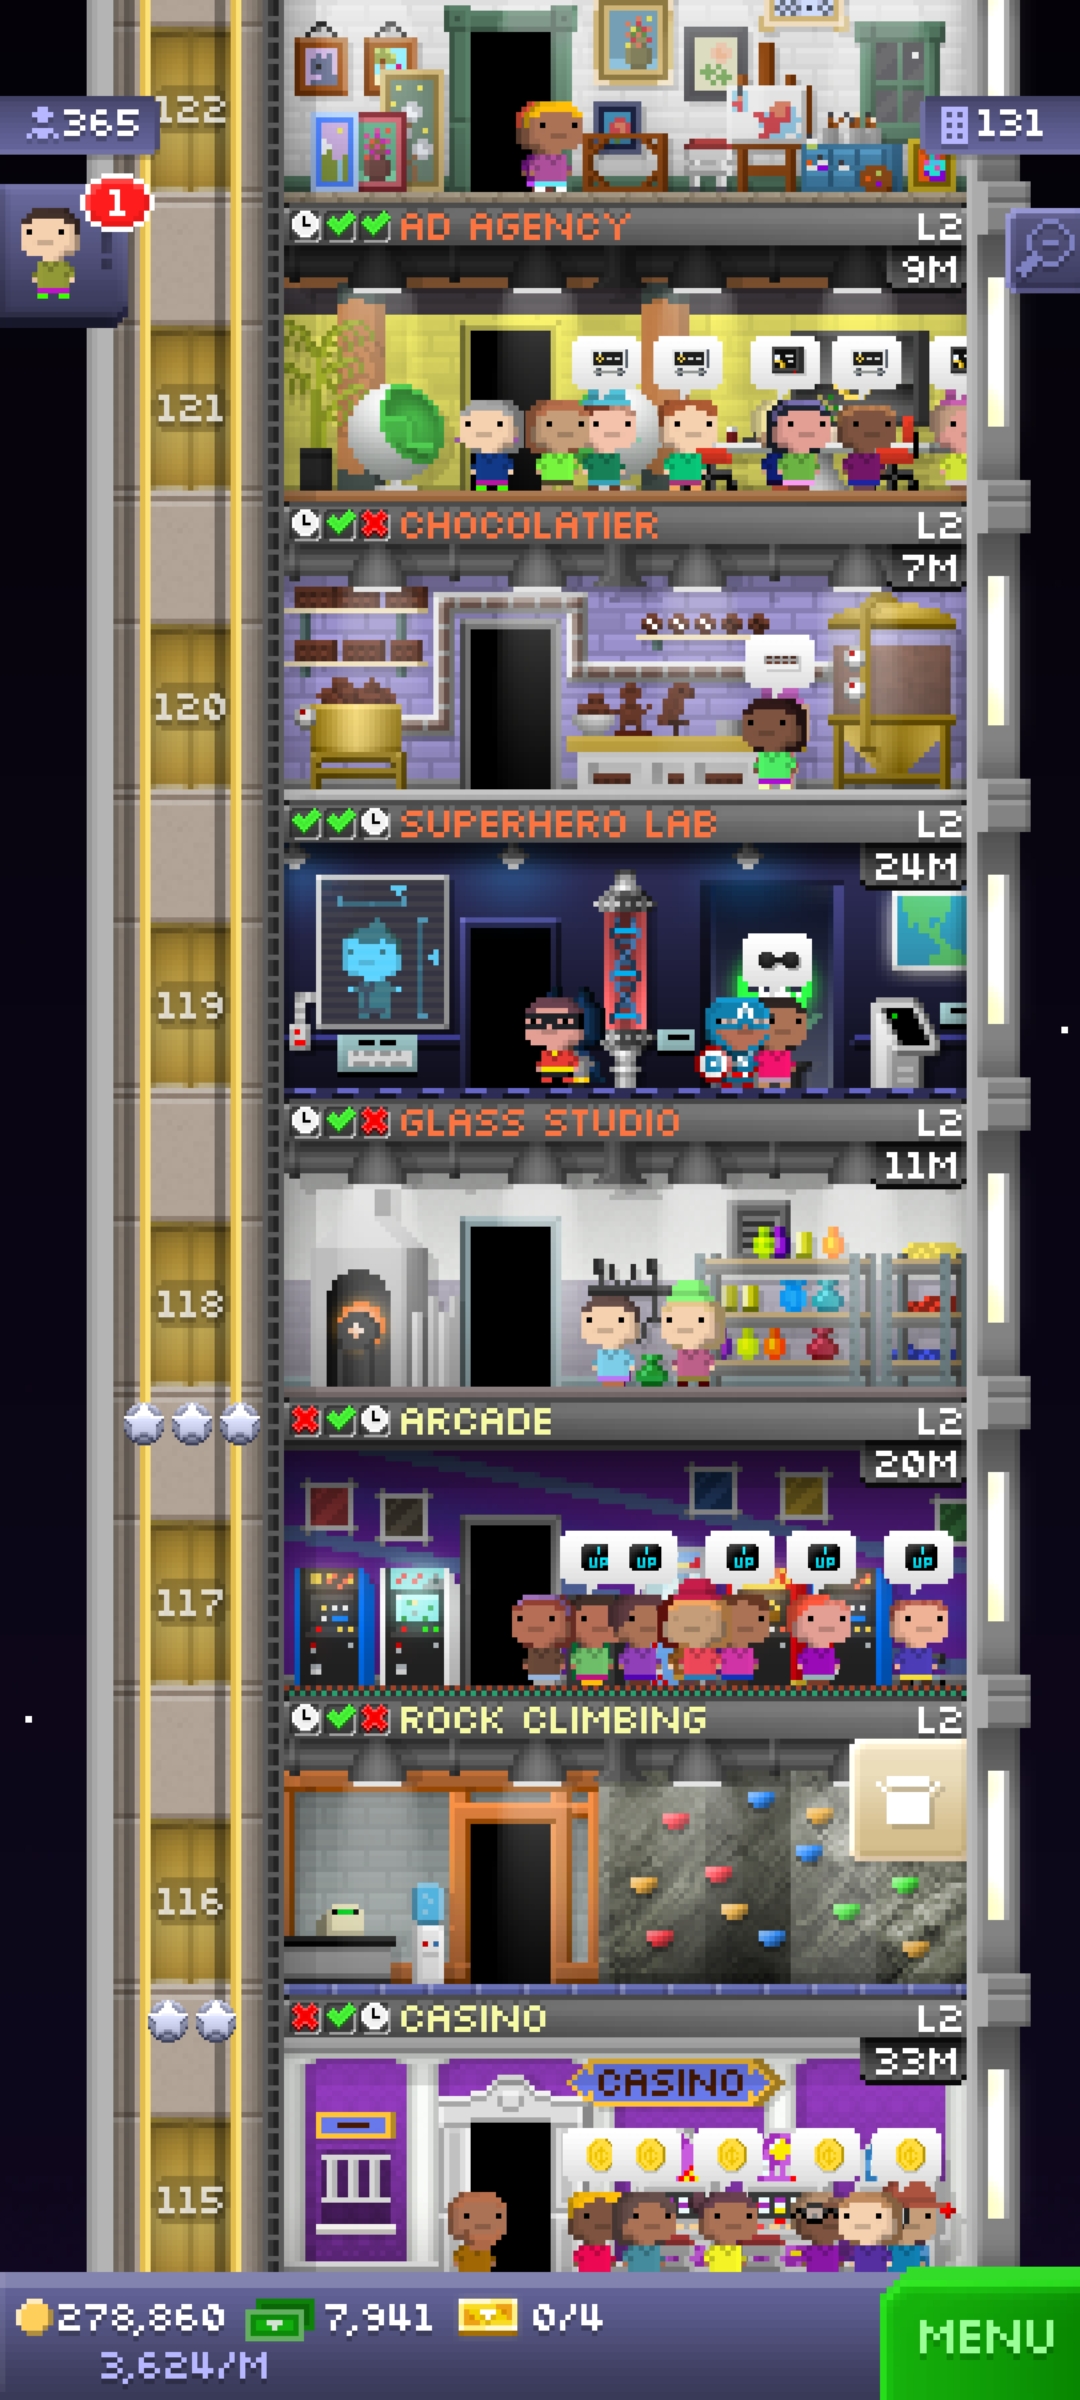 122
365
131
1
AD AGENCY L2
9M
121
CHOCOLATIER L2
7M
120
SUPERHERO LAB L2
24M
119
GLASS STUDIO L2
11M
118
ARCADE L2
20M
UP UP UP UP UP
117
ROCK CLIMBING L2
116
CASINO L2
33M
CASINO
115
278,860 7,941 0/4
3,624/M
MENU